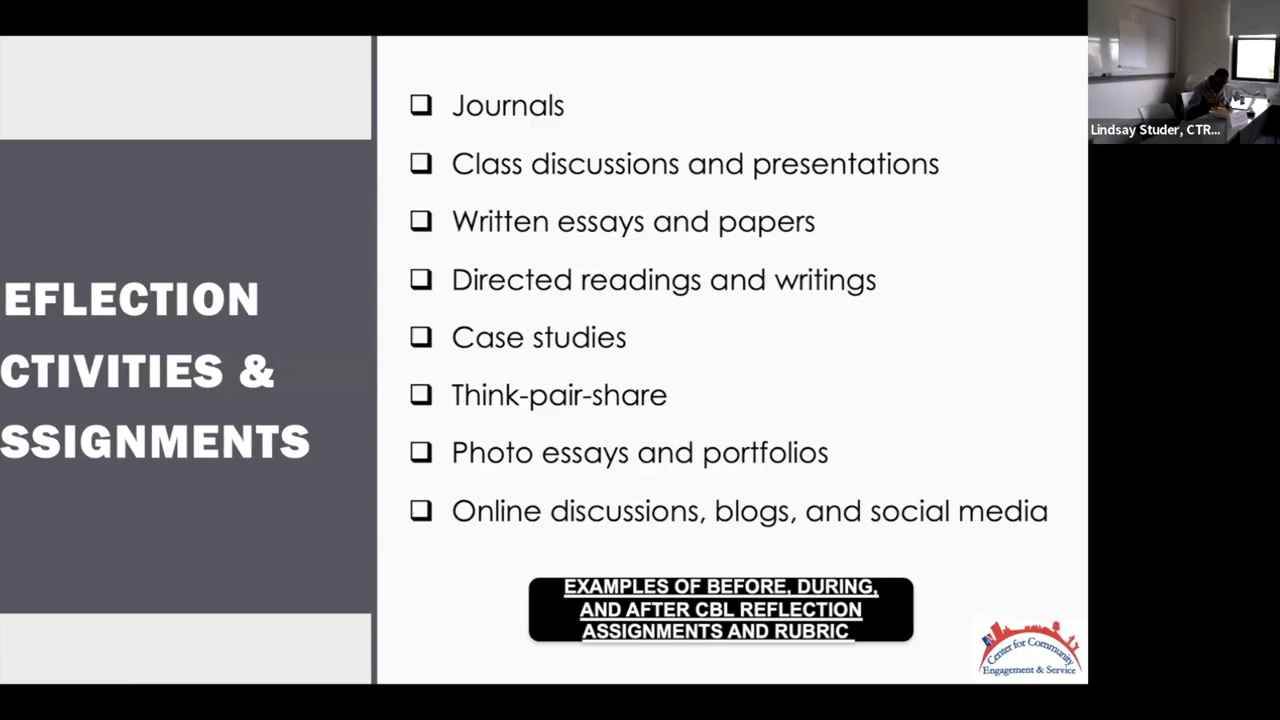 EFLECTION
CTIVITIES &
SSIGNMENTS
Journals
Class discussions and presentations
Written essays and papers
Directed readings and writings
Case studies
Think-pair-share
Photo essays and portfolios
Online discussions, blogs, and social media
EXAMPLES OF BEFORE, DURING,
AND AFTER CBL REFLECTION
ASSIGNMENTS AND RUBRIC
Center for Community
Engagement & Service
Lindsay Studer, CTR...